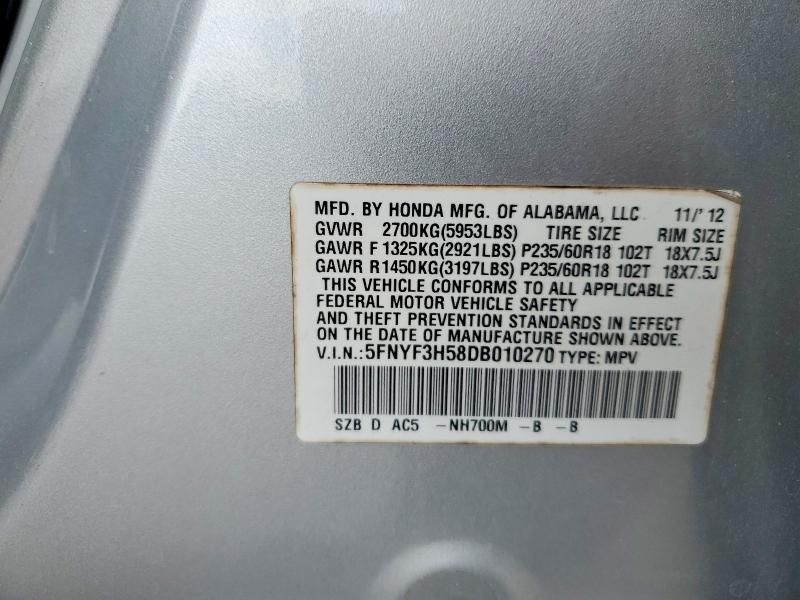 MFD. BY HONDA MFG. OF ALABAMA, LLC 11/'12
GVWR 2700KG(5953LBS) TIRE SIZE RIM SIZE
GAWR F 1325KG(2921LBS) P235/60R18 102T 18X7.5J
GAWR R1450KG(3197LBS) P235/60R18 102T 18X7.5J
THIS VEHICLE CONFORMS TO ALL APPLICABLE
FEDERAL MOTOR VEHICLE SAFETY
AND THEFT PREVENTION STANDARDS IN EFFECT
ON THE DATE OF MANUFACTURE SHOWN ABOVE.
V.I.N.:5FNYF3H58DB010270 TYPE: MPV
SZB D AC5 -NH700M -B -B